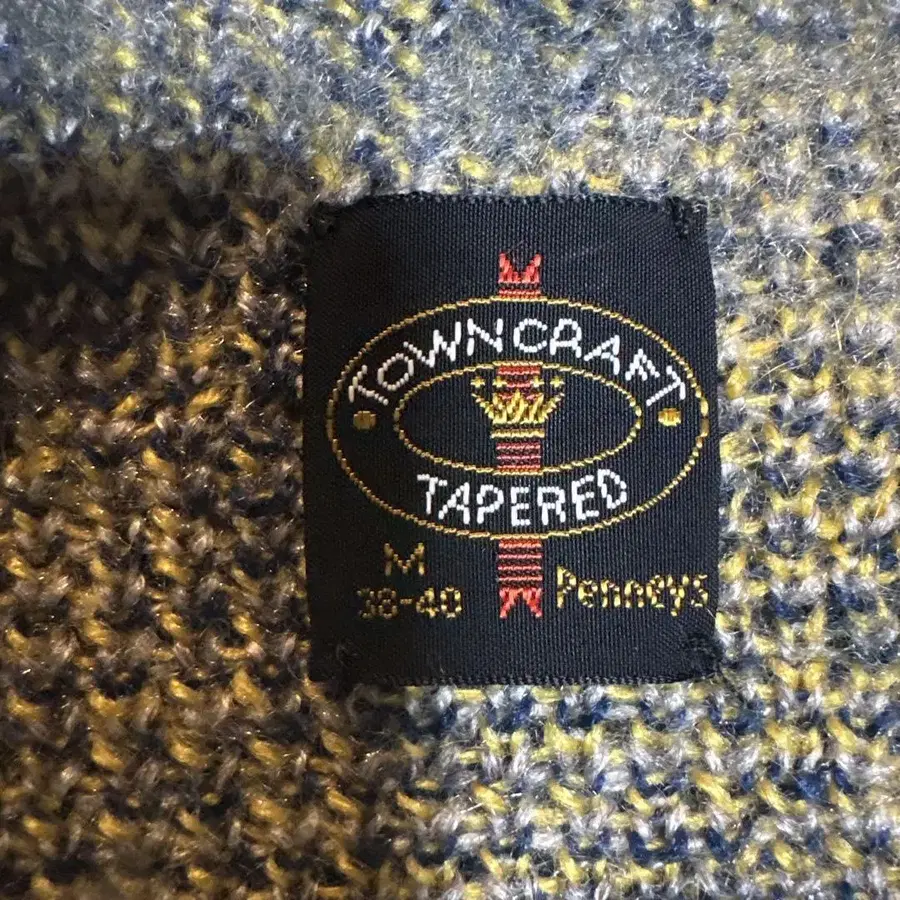 TOWNCRAFT
TAPERED
M
38-40
Penneys